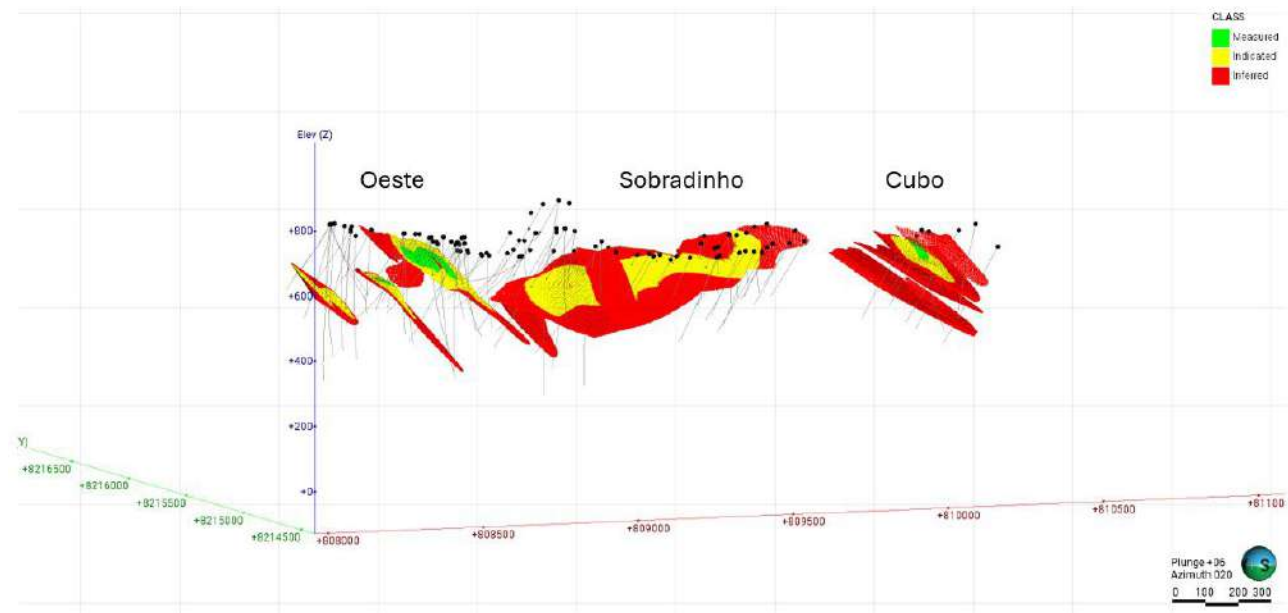 CLASS
Measured
Indicated
Inferred
Elev (Z)
Oeste
Sobradinho
Cubo
+800
+600
+400
+200
+0
Y)
+8216500
+8216000
+8215500
+8215000
+8214500
+808000
+808500
+809000
+809500
+810000
+810500
+81100
Plunge +06
Azimuth 020
S
0 100 200 300